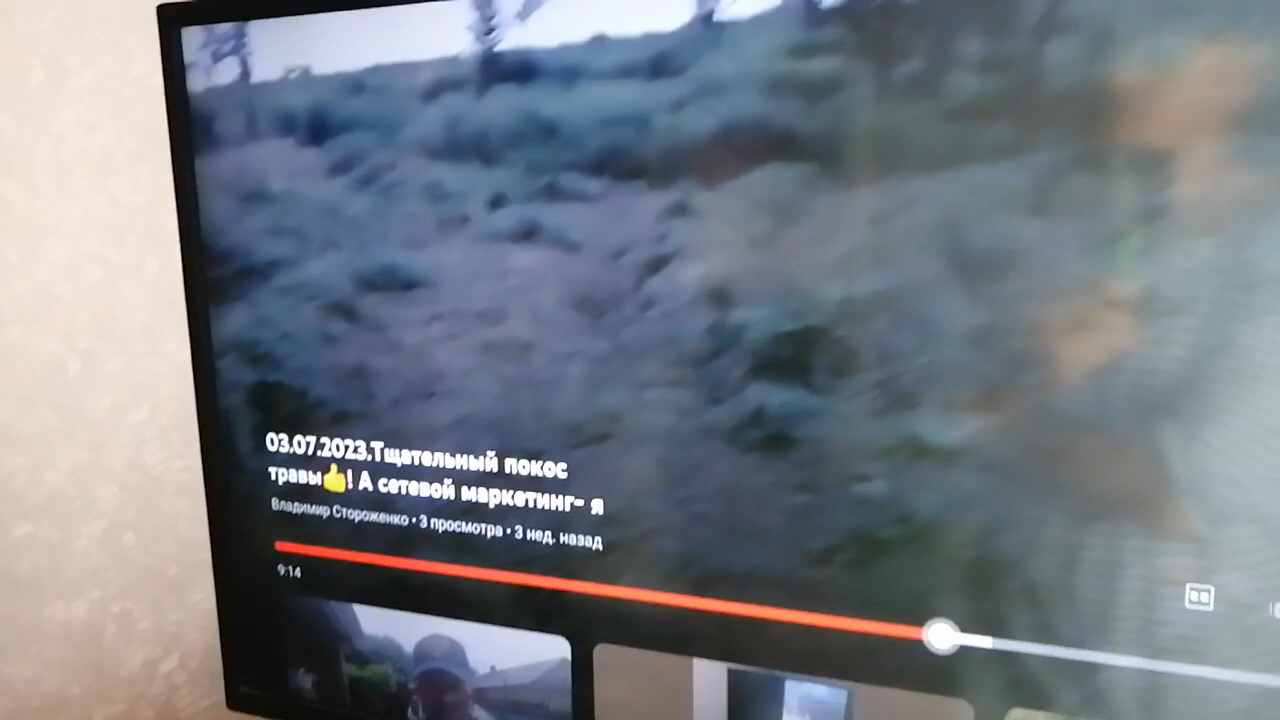 03.07.2023.Тщательный покос
травы👍! А сетевой маркетинг- я
Владимир Стороженко • 3 просмотра • 3 нед. назад
9:14